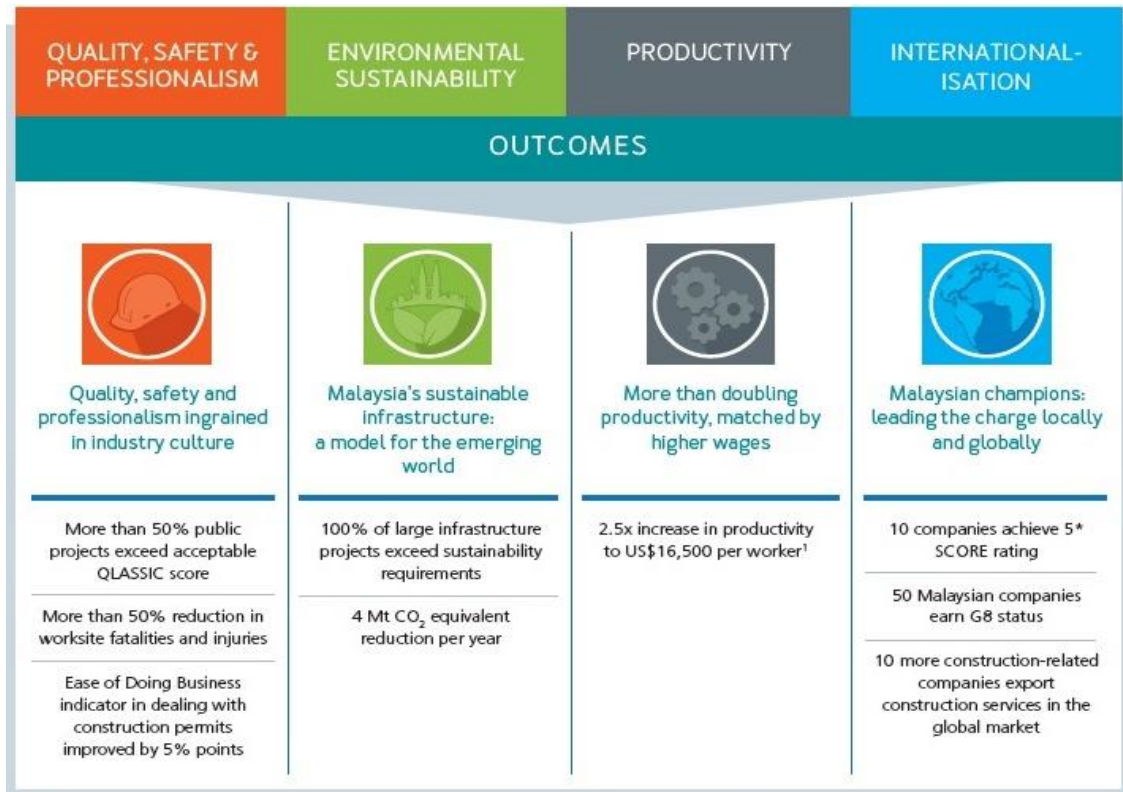 QUALITY, SAFETY &
PROFESSIONALISM
ENVIRONMENTAL
SUSTAINABILITY
PRODUCTIVITY
INTERNATIONAL-
ISATION
OUTCOMES
Quality, safety and
professionalism ingrained
in industry culture
More than 50% public
projects exceed acceptable
QLASSIC score
More than 50% reduction in
worksite fatalities and injuries
Ease of Doing Business
indicator in dealing with
construction permits
improved by 5% points
Malaysia's sustainable
infrastructure:
a model for the emerging
world
100% of large infrastructure
projects exceed sustainability
requirements
4 Mt CO₂ equivalent
reduction per year
More than doubling
productivity, matched by
higher wages
2.5x increase in productivity
to US$16,500 per worker¹
Malaysian champions:
leading the charge locally
and globally
10 companies achieve 5*
SCORE rating
50 Malaysian companies
earn G8 status
10 more construction-related
companies export
construction services in the
global market